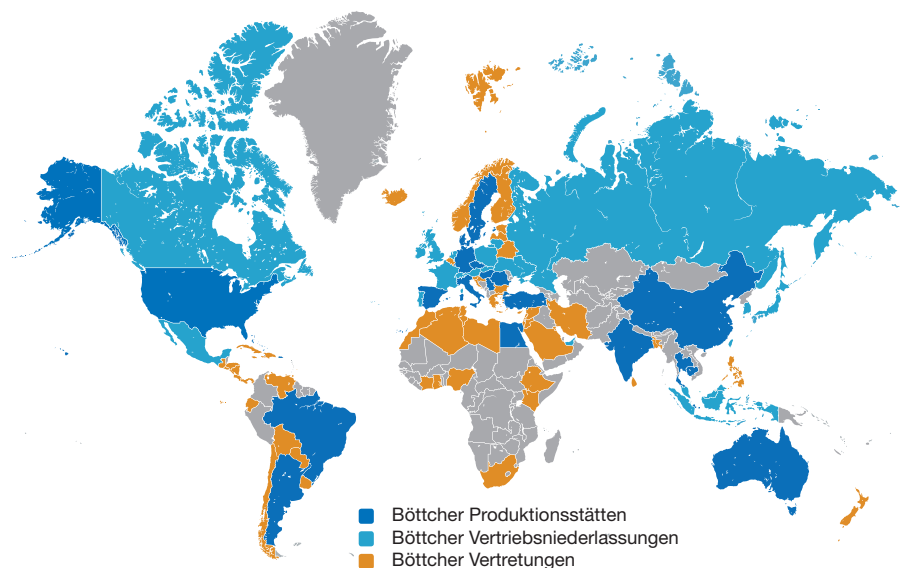 Böttcher Produktionsstätten
Böttcher Vertriebsniederlassungen
Böttcher Vertretungen